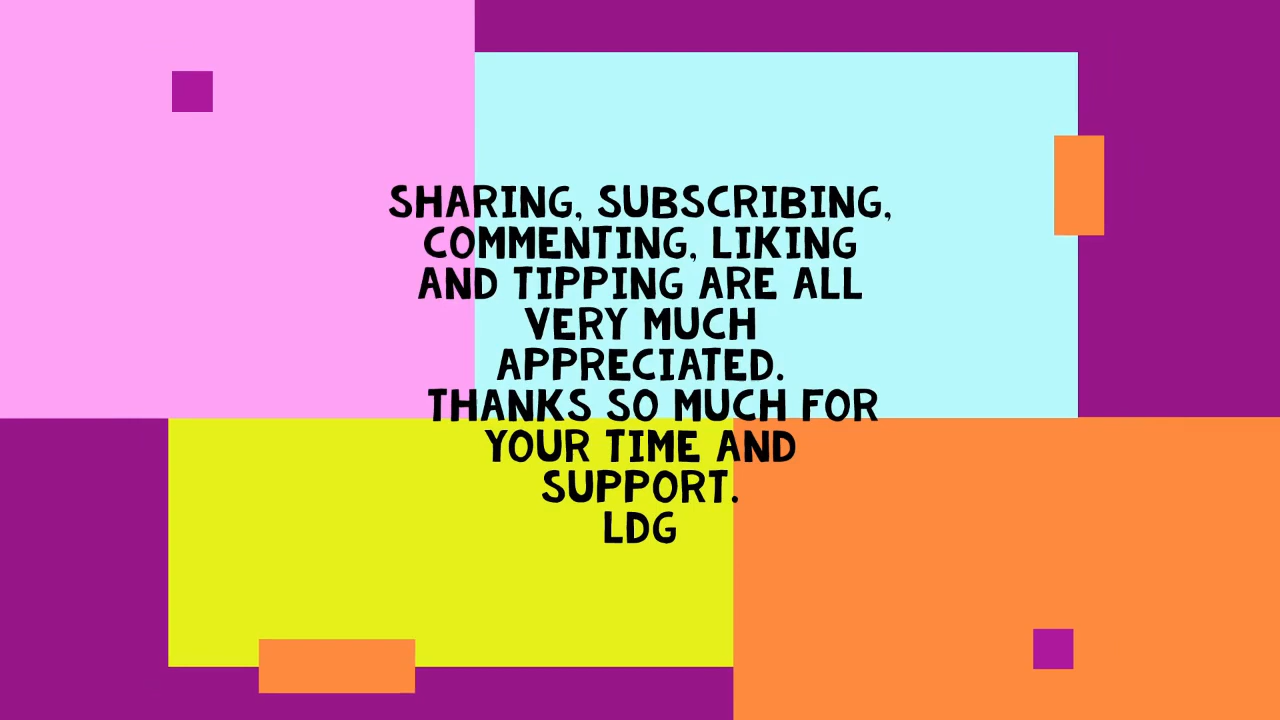 SHARING, SUBSCRIBING,
COMMENTING, LIKING
AND TIPPING ARE ALL
VERY MUCH
APPRECIATED.
THANKS SO MUCH FOR
YOUR TIME AND
SUPPORT.
LDG